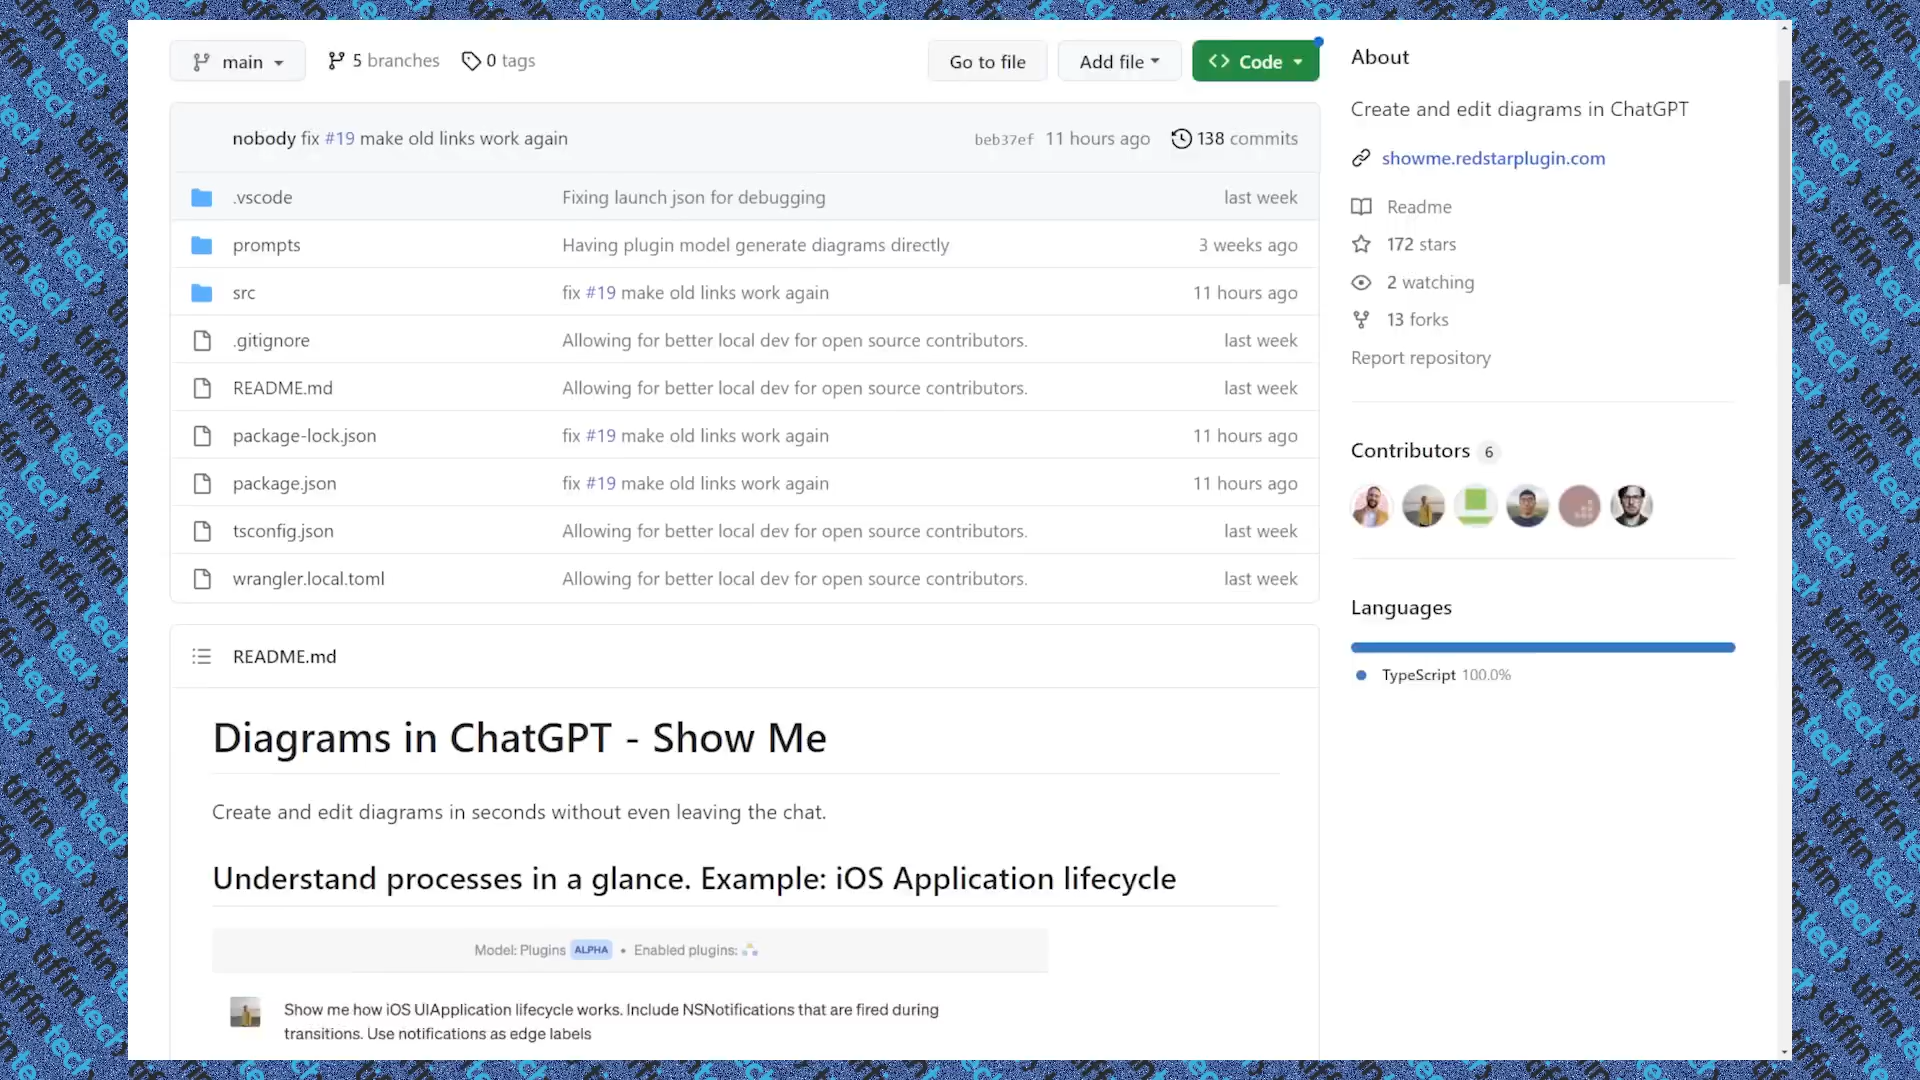 main
5 branches
0 tags
Go to file
Add file
<> Code
nobody fix #19 make old links work again
beb37ef 11 hours ago
138 commits
.vscode Fixing launch json for debugging last week
prompts Having plugin model generate diagrams directly 3 weeks ago
src fix #19 make old links work again 11 hours ago
.gitignore Allowing for better local dev for open source contributors. last week
README.md Allowing for better local dev for open source contributors. last week
package-lock.json fix #19 make old links work again 11 hours ago
package.json fix #19 make old links work again 11 hours ago
tsconfig.json Allowing for better local dev for open source contributors. last week
wrangler.local.toml Allowing for better local dev for open source contributors. last week
README.md
Diagrams in ChatGPT - Show Me
Create and edit diagrams in seconds without even leaving the chat.
Understand processes in a glance. Example: iOS Application lifecycle
Model: Plugins ALPHA • Enabled plugins:
Show me how iOS UIApplication lifecycle works. Include NSNotifications that are fired during
transitions. Use notifications as edge labels
About
Create and edit diagrams in ChatGPT
showme.redstarplugin.com
Readme
172 stars
2 watching
13 forks
Report repository
Contributors 6
Languages
TypeScript 100.0%
tiffintech